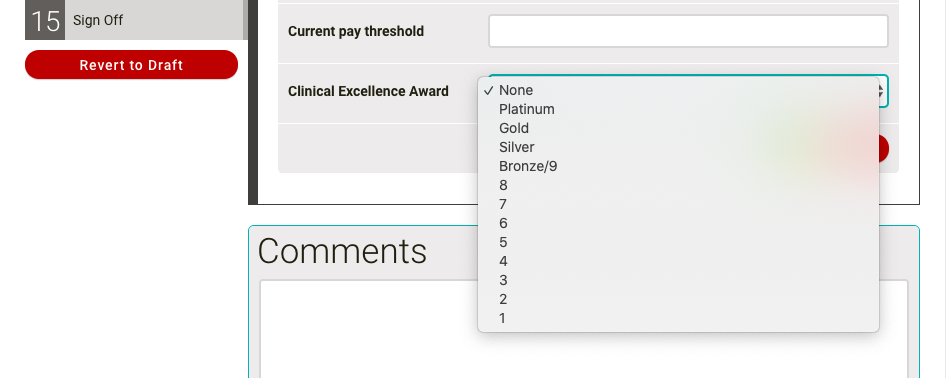 15 Sign Off
Revert to Draft
Current pay threshold
Clinical Excellence Award
✓ None
Platinum
Gold
Silver
Bronze/9
8
7
6
5
4
3
2
1
Comments